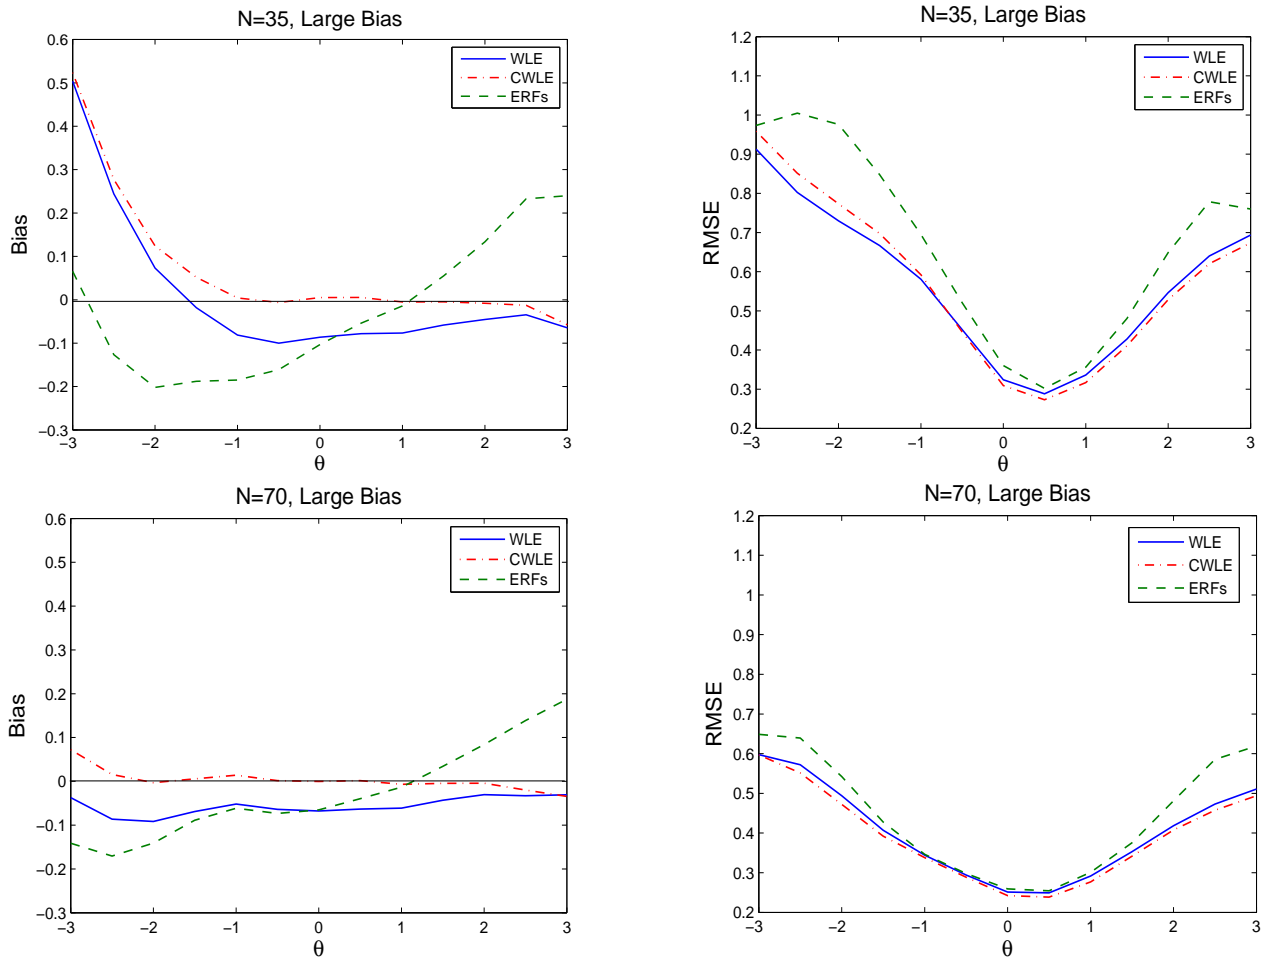 N=35, Large Bias
0.6
0.5
0.4
0.3
0.2
0.1
0
−0.1
−0.2
−0.3
Bias
WLE
CWLE
ERFs
−3 −2 −1 0 1 2 3
θ
N=35, Large Bias
1.2
1.1
1
0.9
0.8
0.7
0.6
0.5
0.4
0.3
0.2
RMSE
WLE
CWLE
ERFs
−3 −2 −1 0 1 2 3
θ
N=70, Large Bias
0.6
0.5
0.4
0.3
0.2
0.1
0
−0.1
−0.2
−0.3
Bias
WLE
CWLE
ERFs
−3 −2 −1 0 1 2 3
θ
N=70, Large Bias
1.2
1.1
1
0.9
0.8
0.7
0.6
0.5
0.4
0.3
0.2
RMSE
WLE
CWLE
ERFs
−3 −2 −1 0 1 2 3
θ